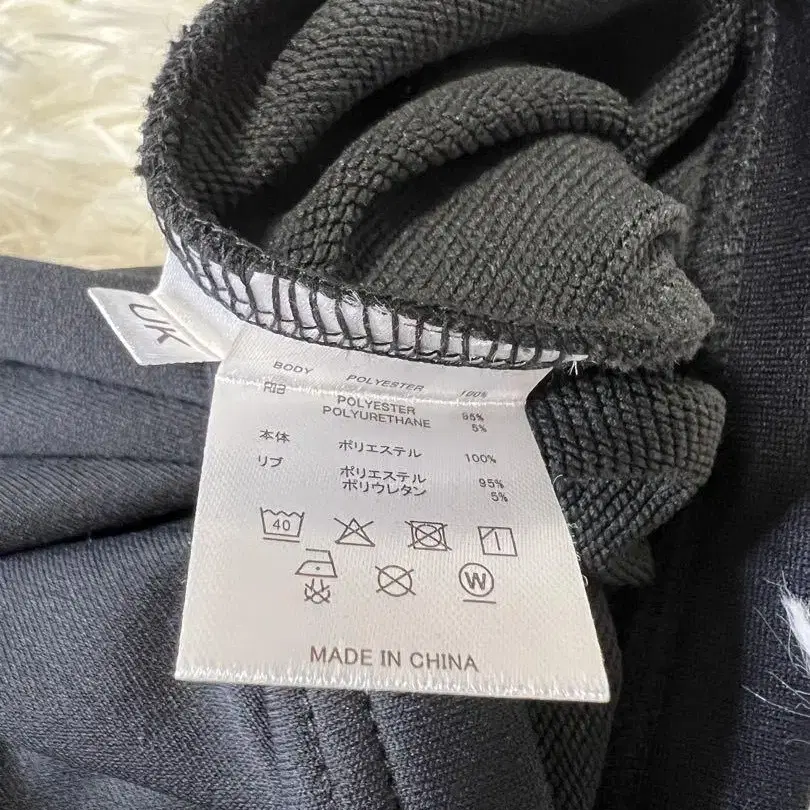 UK
BODY POLYESTER 100%
RIB POLYESTER 95%
POLYURETHANE 5%
本体 ポリエステル 100%
リブ ポリエステル 95%
ポリウレタン 5%
40
W
MADE IN CHINA